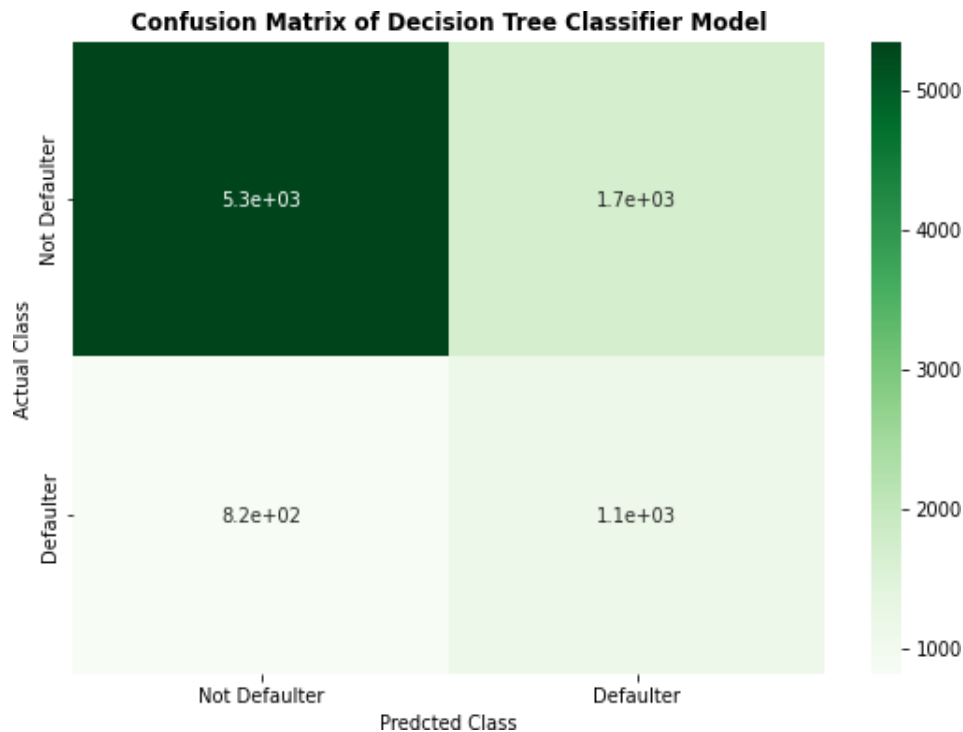 Confusion Matrix of Decision Tree Classifier Model
Actual Class
Not Defaulter
Defaulter
5.3e+03
1.7e+03
8.2e+02
1.1e+03
Not Defaulter
Defaulter
Predcted Class
5000
4000
3000
2000
1000